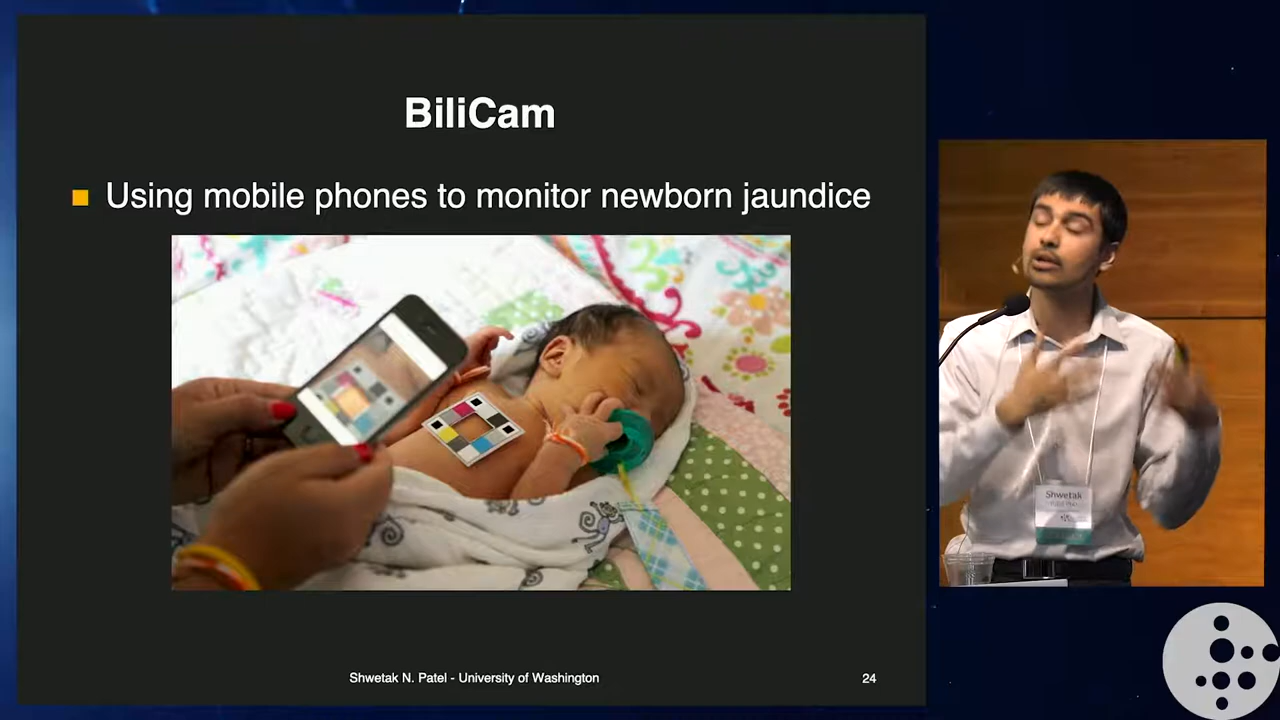 BiliCam
Using mobile phones to monitor newborn jaundice
Shwetak N. Patel - University of Washington
24
Shwetak